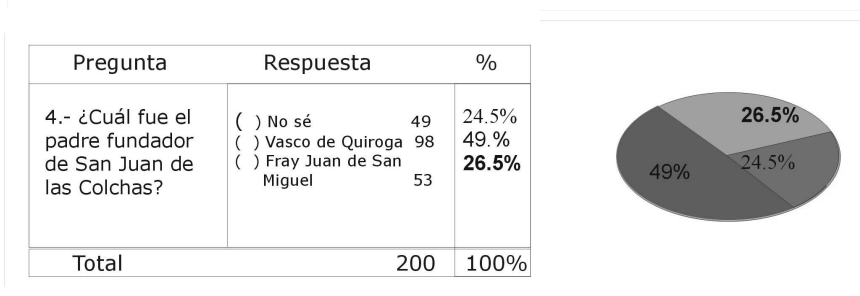 Pregunta Respuesta %
4.- ¿Cuál fue el
padre fundador
de San Juan de
las Colchas?
( ) No sé 49
( ) Vasco de Quiroga 98
( ) Fray Juan de San
Miguel 53
24.5%
49.%
26.5%
Total 200 100%
26.5%
49%
24.5%